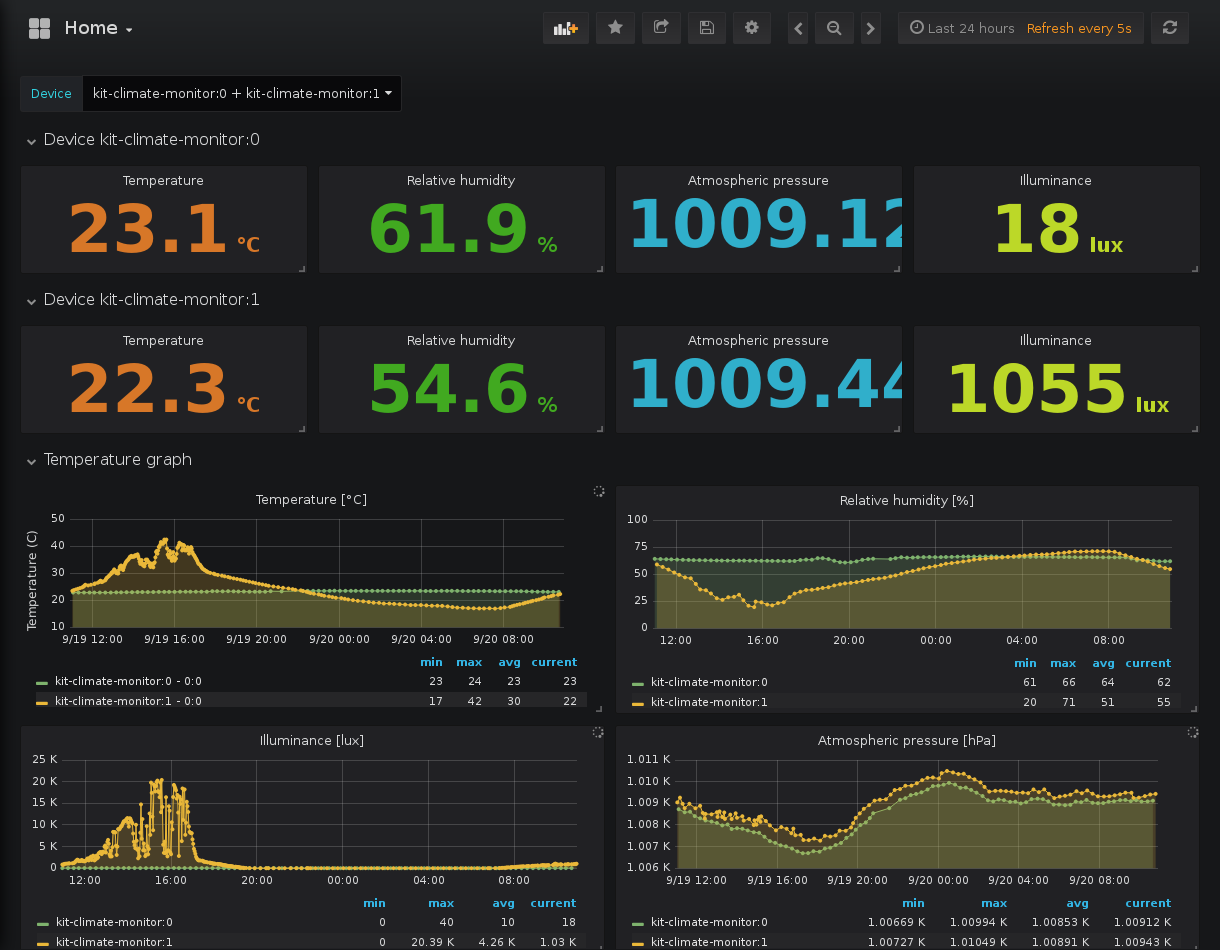 Home
Last 24 hours Refresh every 5s
Device kit-climate-monitor:0 + kit-climate-monitor:1
Device kit-climate-monitor:0
Temperature Relative humidity Atmospheric pressure Illuminance
23.1 °C 61.9 % 1009.12 18 lux
Device kit-climate-monitor:1
Temperature Relative humidity Atmospheric pressure Illuminance
22.3 °C 54.6 % 1009.44 1055 lux
Temperature graph
Temperature [°C]
Temperature (C)
50
40
30
20
10
9/19 12:00 9/19 16:00 9/19 20:00 9/20 00:00 9/20 04:00 9/20 08:00
min max avg current
kit-climate-monitor:0 - 0:0 23 24 23 23
kit-climate-monitor:1 - 0:0 17 42 30 22
Relative humidity [%]
100
75
50
25
0
12:00 16:00 20:00 00:00 04:00 08:00
min max avg current
kit-climate-monitor:0 61 66 64 62
kit-climate-monitor:1 20 71 51 55
Illuminance [lux]
25 K
20 K
15 K
10 K
5 K
0
12:00 16:00 20:00 00:00 04:00 08:00
min max avg current
kit-climate-monitor:0 0 40 10 18
kit-climate-monitor:1 0 20.39 K 4.26 K 1.03 K
Atmospheric pressure [hPa]
1.011 K
1.010 K
1.009 K
1.008 K
1.007 K
1.006 K
9/19 12:00 9/19 16:00 9/19 20:00 9/20 00:00 9/20 04:00 9/20 08:00
min max avg current
kit-climate-monitor:0 1.00669 K 1.00994 K 1.00853 K 1.00912 K
kit-climate-monitor:1 1.00727 K 1.01049 K 1.00891 K 1.00943 K